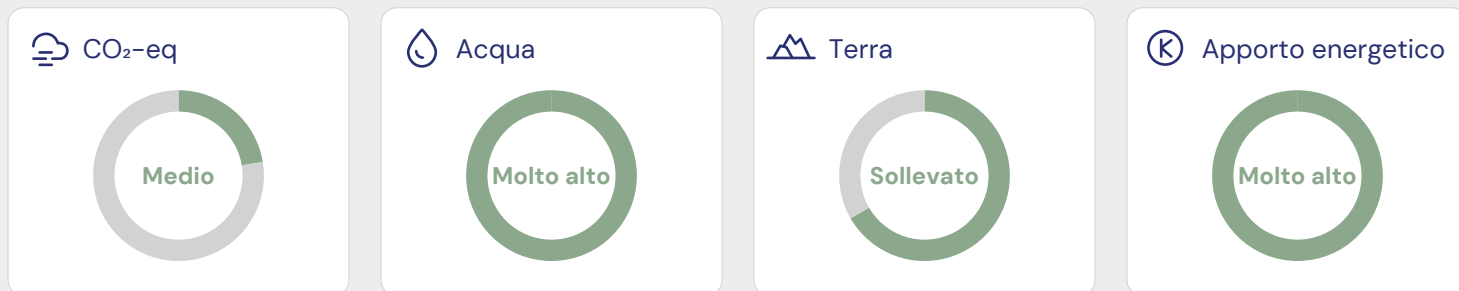 CO₂-eq
Medio
Acqua
Molto alto
Terra
Sollevato
Apporto energetico
Molto alto